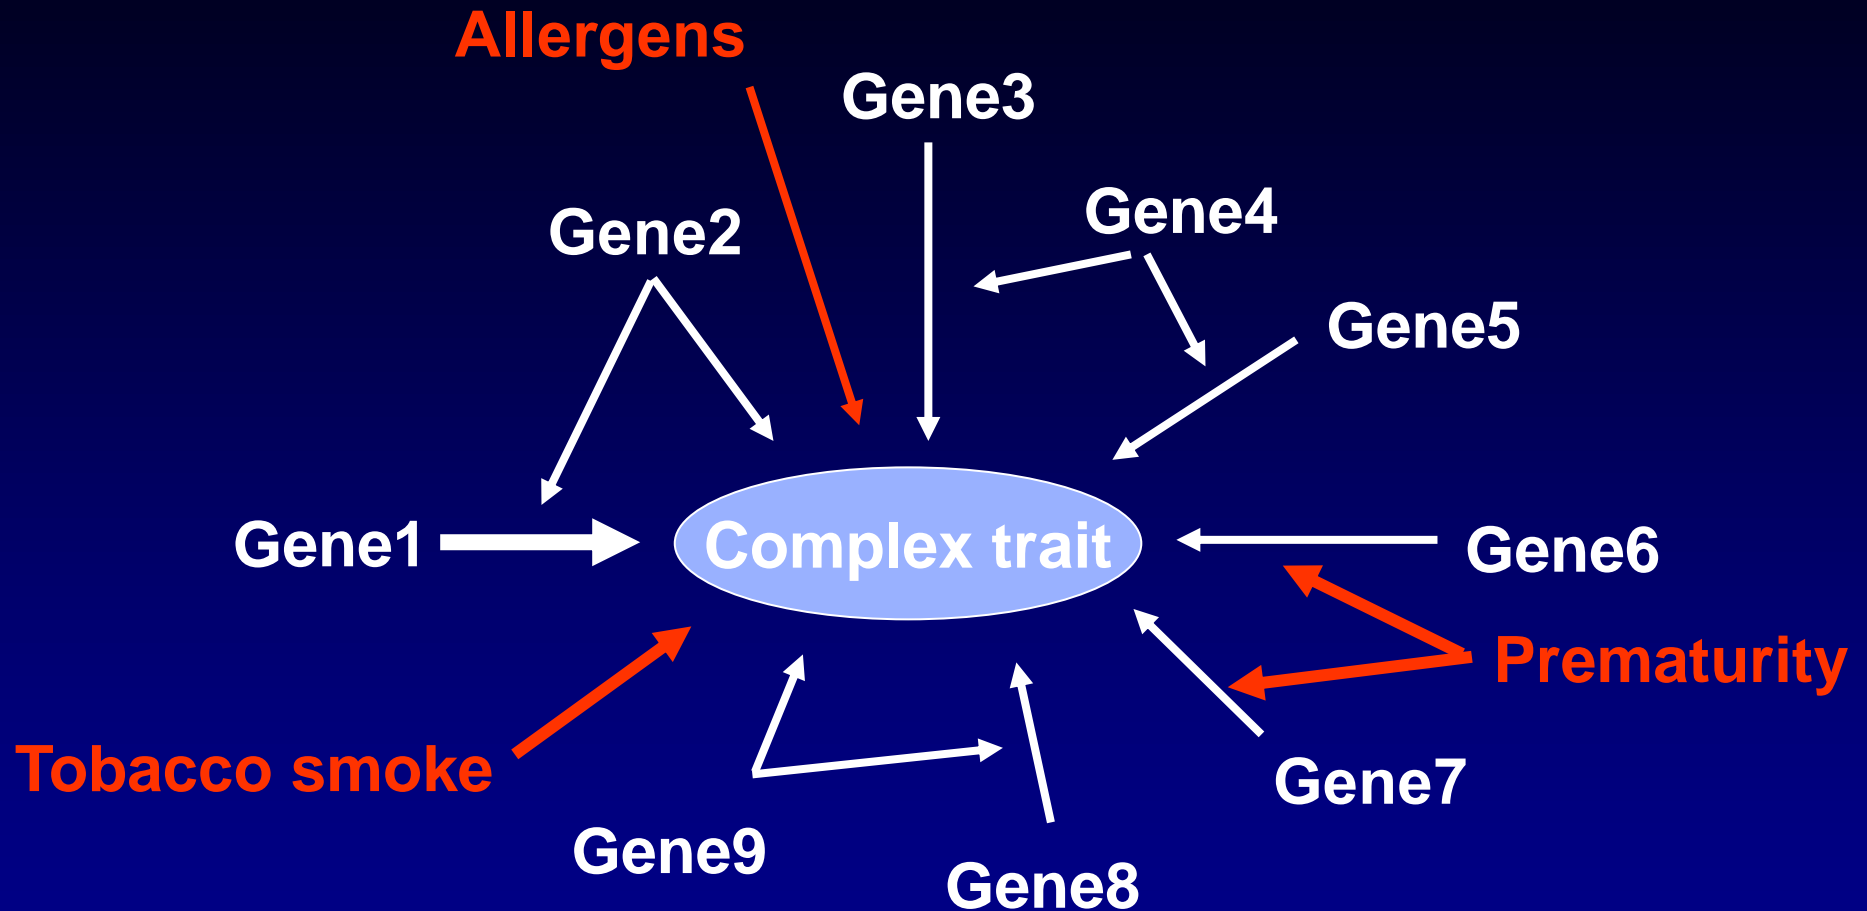 Allergens
Gene3
Gene4
Gene2
Gene5
Gene1
Complex trait
Gene6
Prematurity
Tobacco smoke
Gene7
Gene9
Gene8